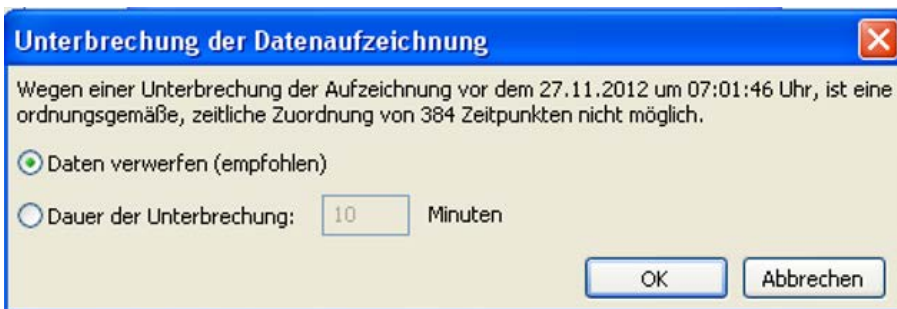 Unterbrechung der Datenaufzeichnung
Wegen einer Unterbrechung der Aufzeichnung vor dem 27.11.2012 um 07:01:46 Uhr, ist eine
ordnungsgemäße, zeitliche Zuordnung von 384 Zeitpunkten nicht möglich.
Daten verwerfen (empfohlen)
Dauer der Unterbrechung: 10 Minuten
OK Abbrechen